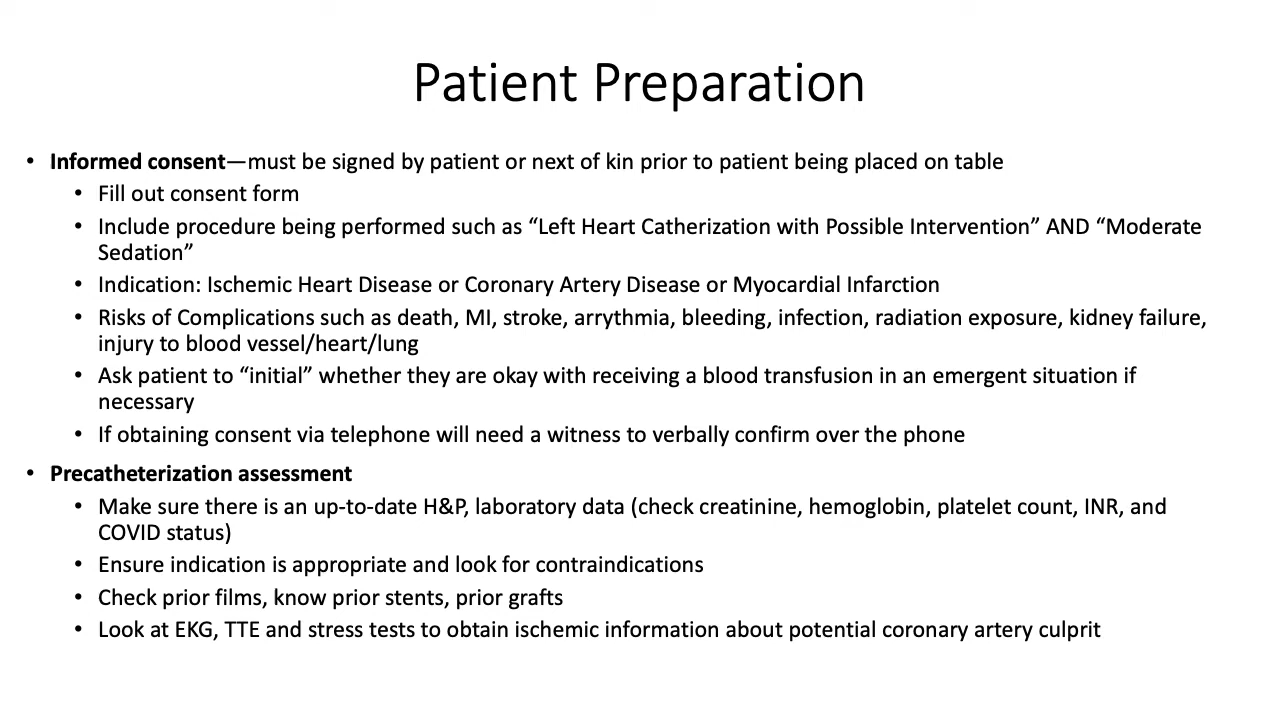 Patient Preparation
• Informed consent—must be signed by patient or next of kin prior to patient being placed on table
• Fill out consent form
• Include procedure being performed such as “Left Heart Catherization with Possible Intervention” AND “Moderate
Sedation”
• Indication: Ischemic Heart Disease or Coronary Artery Disease or Myocardial Infarction
• Risks of Complications such as death, MI, stroke, arrythmia, bleeding, infection, radiation exposure, kidney failure,
injury to blood vessel/heart/lung
• Ask patient to “initial” whether they are okay with receiving a blood transfusion in an emergent situation if
necessary
• If obtaining consent via telephone will need a witness to verbally confirm over the phone
• Precatheterization assessment
• Make sure there is an up-to-date H&P, laboratory data (check creatinine, hemoglobin, platelet count, INR, and
COVID status)
• Ensure indication is appropriate and look for contraindications
• Check prior films, know prior stents, prior grafts
• Look at EKG, TTE and stress tests to obtain ischemic information about potential coronary artery culprit